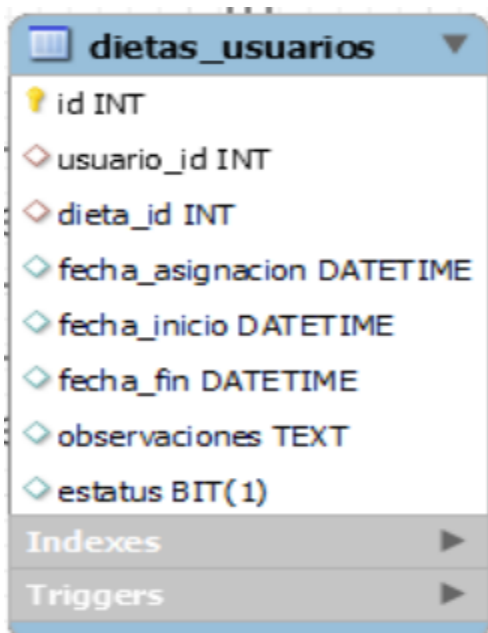 dietas_usuarios
id INT
usuario_id INT
dieta_id INT
fecha_asignacion DATETIME
fecha_inicio DATETIME
fecha_fin DATETIME
observaciones TEXT
estatus BIT(1)
Indexes
Triggers